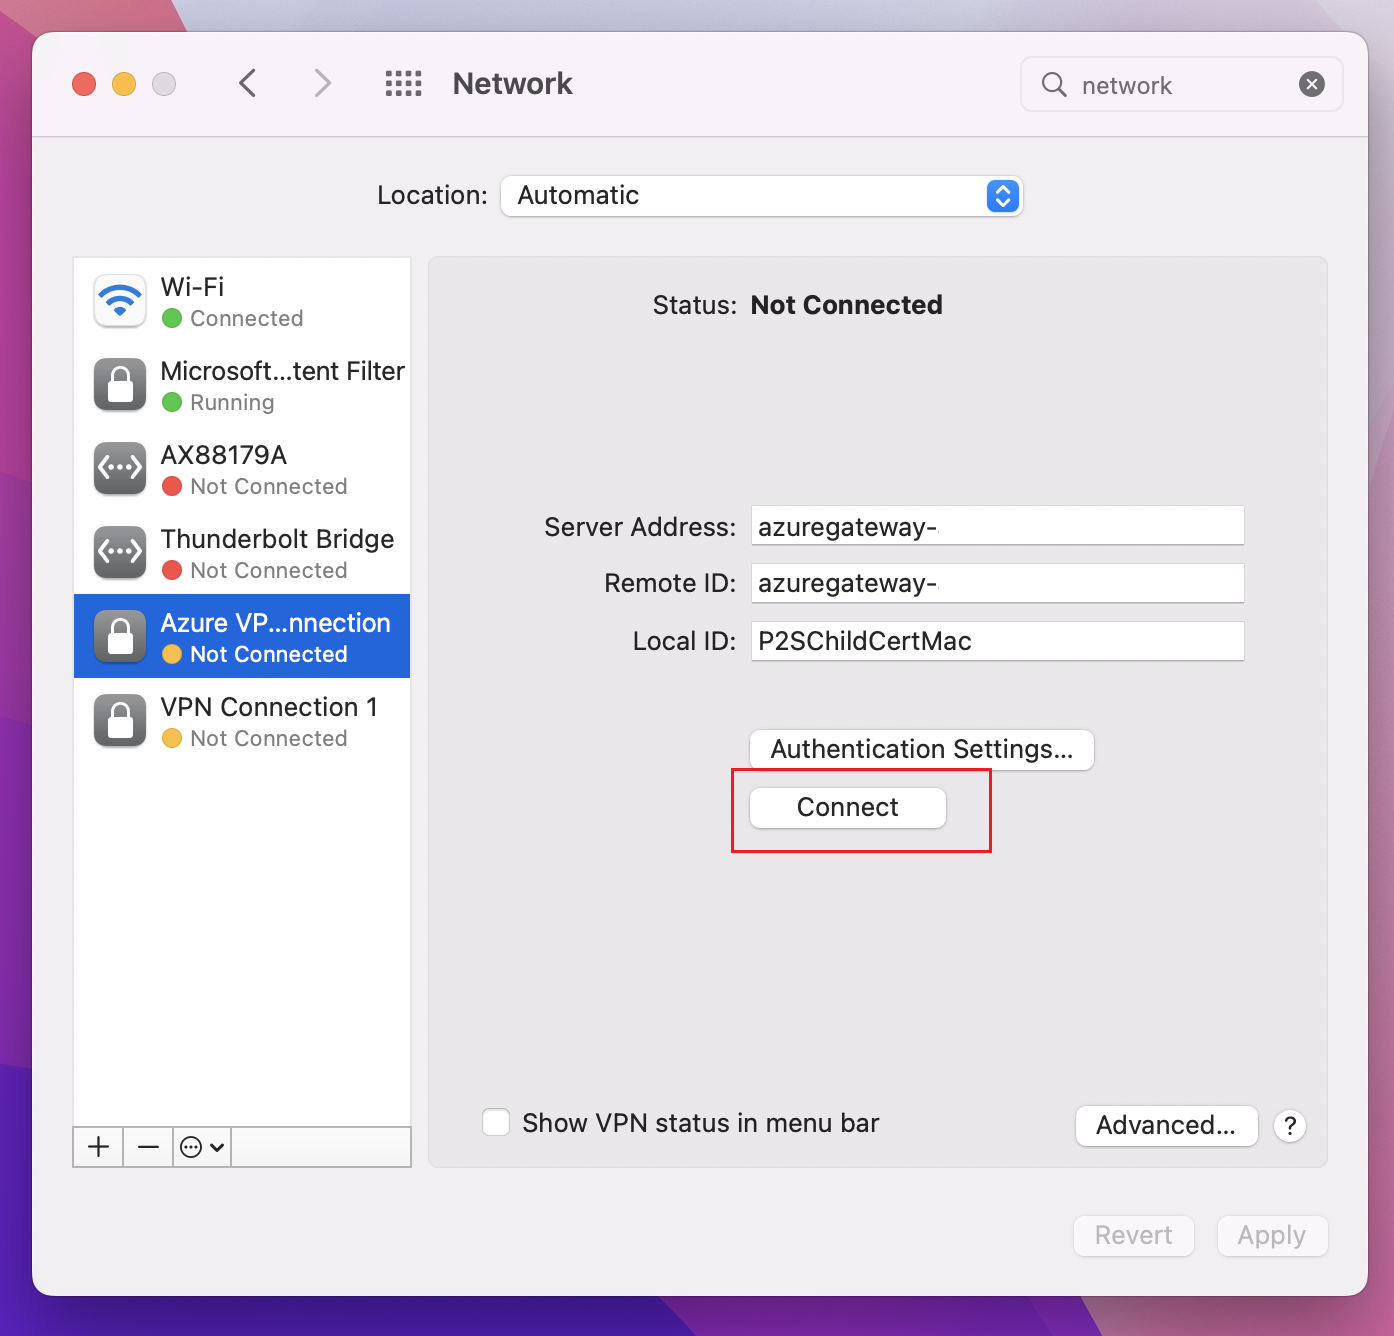 Network
network
Location: Automatic
Wi-Fi
Connected
Microsoft...tent Filter
Running
AX88179A
Not Connected
Thunderbolt Bridge
Not Connected
Azure VP...nnection
Not Connected
VPN Connection 1
Not Connected
Status: Not Connected
Server Address: azuregateway-
Remote ID: azuregateway-
Local ID: P2SChildCertMac
Authentication Settings...
Connect
Show VPN status in menu bar
Advanced...
?
Revert
Apply